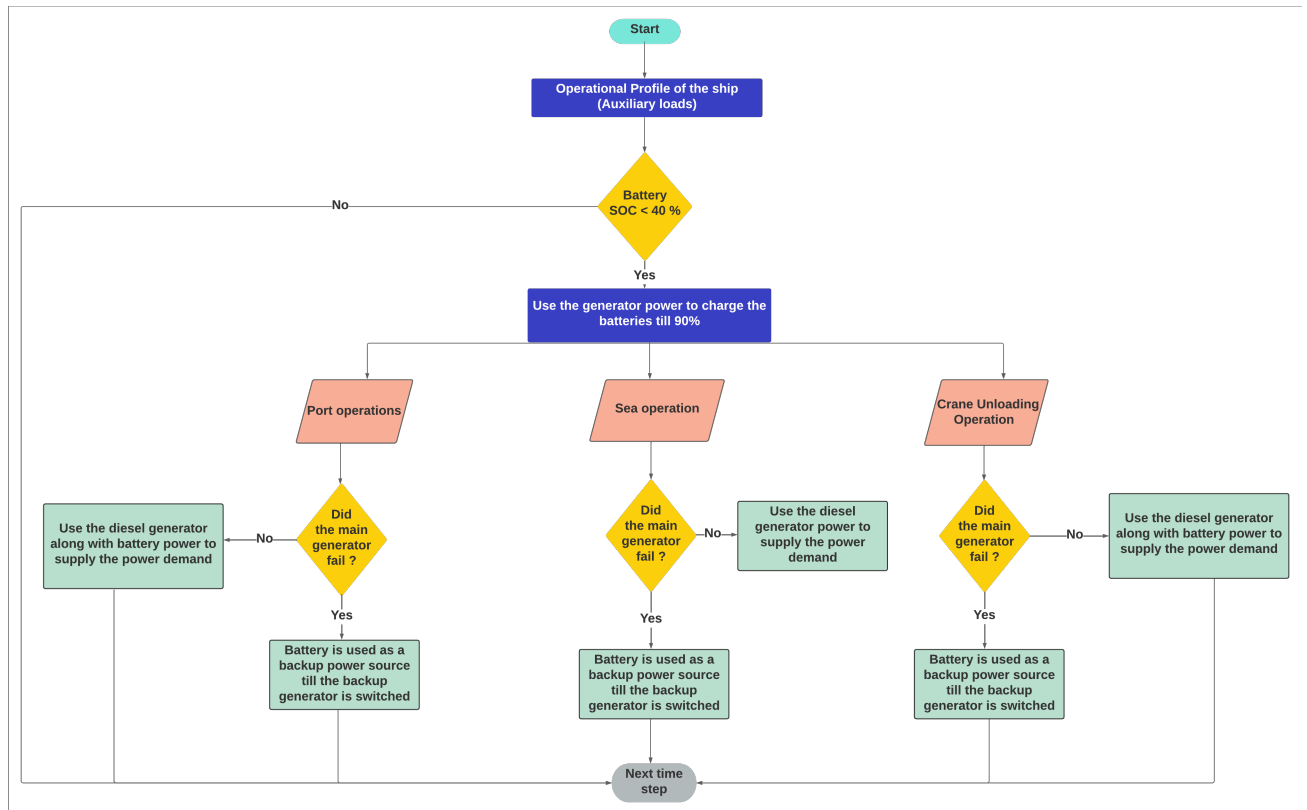 Start
Operational Profile of the ship
(Auxiliary loads)
Battery
SOC < 40 %
No
Yes
Use the generator power to charge the
batteries till 90%
Port operations
Sea operation
Crane Unloading
Operation
Did
the main
generator
fail ?
No
Use the diesel generator
along with battery power to
supply the power demand
Yes
Battery is used as a
backup power source
till the backup
generator is switched
Did
the main
generator
fail ?
No
Use the diesel
generator power to
supply the power
demand
Yes
Battery is used as a
backup power source
till the backup
generator is switched
Did
the main
generator
fail ?
No
Use the diesel generator
along with battery power to
supply the power demand
Yes
Battery is used as a
backup power source
till the backup
generator is switched
Next time
step